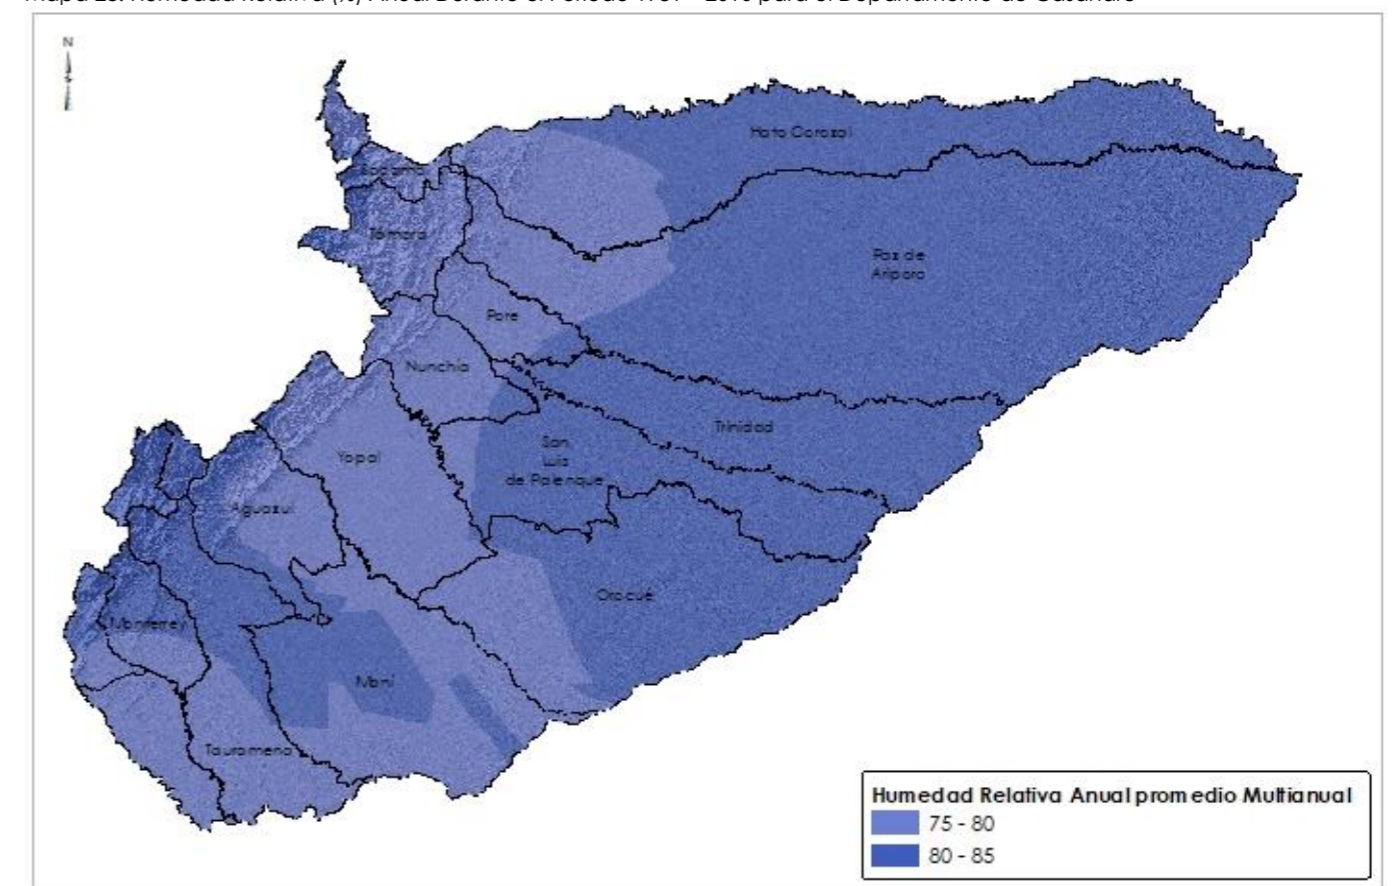 N
Hato Corozal
Sácama
Támara
Paz de
Ariporo
Pore
Nunchía
Trinidad
San
Luis
de Palenque
Yopal
Aguazul
Orocué
Monterrey
Maní
Tauramena
Humedad Relativa Anual promedio Multianual
75 - 80
80 - 85